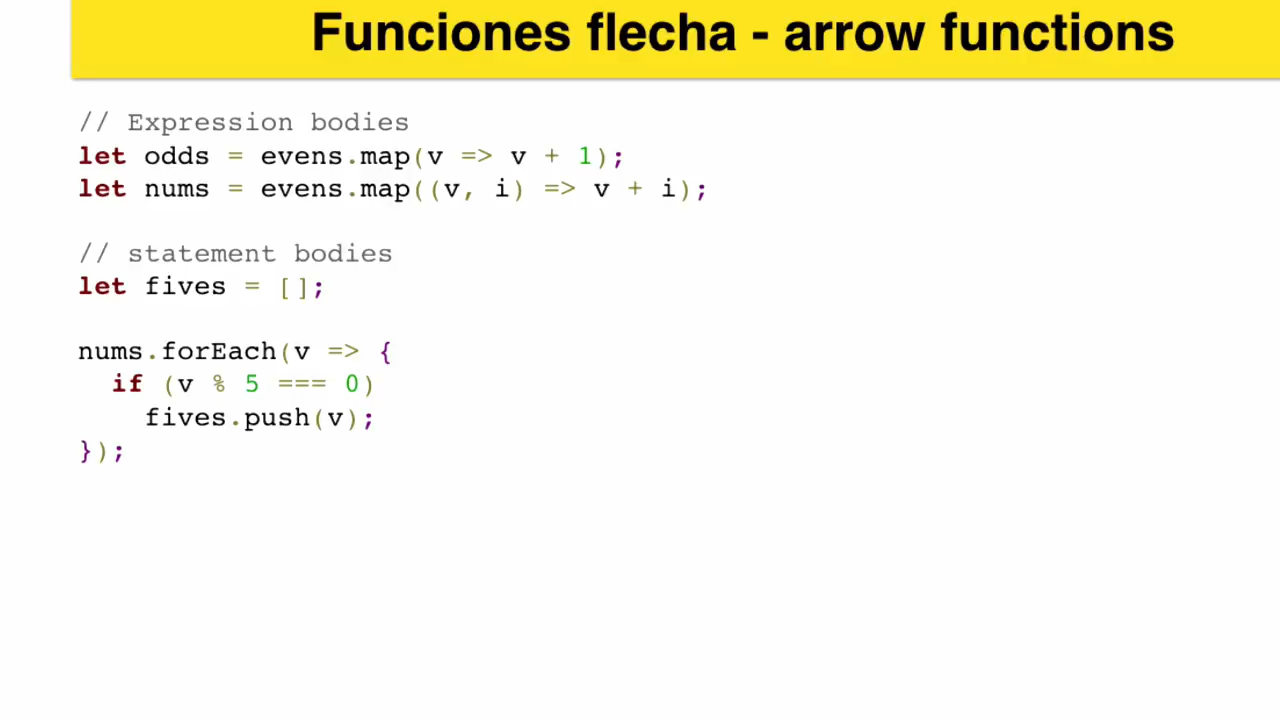 Funciones flecha - arrow functions
// Expression bodies
let odds = evens.map(v => v + 1);
let nums = evens.map((v, i) => v + i);
// statement bodies
let fives = [];
nums.forEach(v => {
if (v % 5 === 0)
fives.push(v);
});